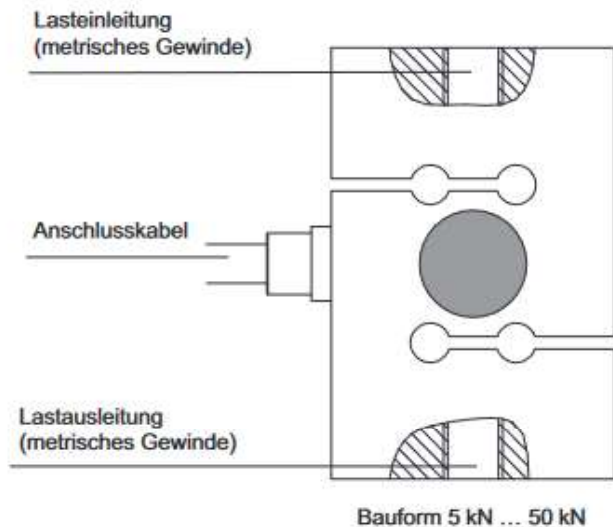 Lasteinleitung
(metrisches Gewinde)
Anschlusskabel
Lastausleitung
(metrisches Gewinde)
Bauform 5 kN ... 50 kN